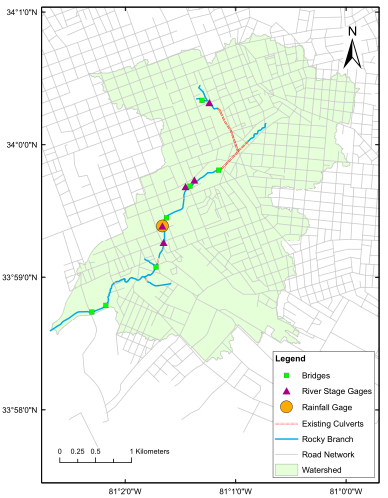 34°1'0"N
N
34°0'0"N
33°59'0"N
33°58'0"N
Legend
Bridges
River Stage Gages
Rainfall Gage
Existing Culverts
Rocky Branch
Road Network
Watershed
0 0.25 0.5 1 Kilometers
81°2'0"W 81°1'0"W 81°0'0"W